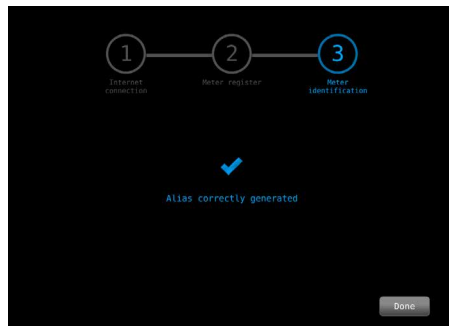 1 2 3
Internet connection
Meter register
Meter identification
Alias correctly generated
Done